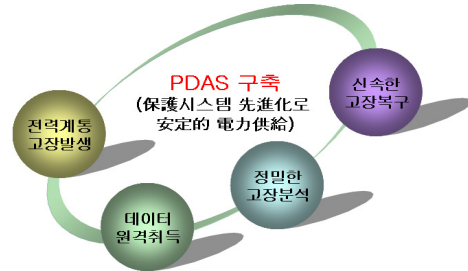 PDAS 구축
(保護시스템 先進化로
安定的 電力供給)
신속한
고장복구
전력계통
고장발생
정밀한
고장분석
데이터
원격취득